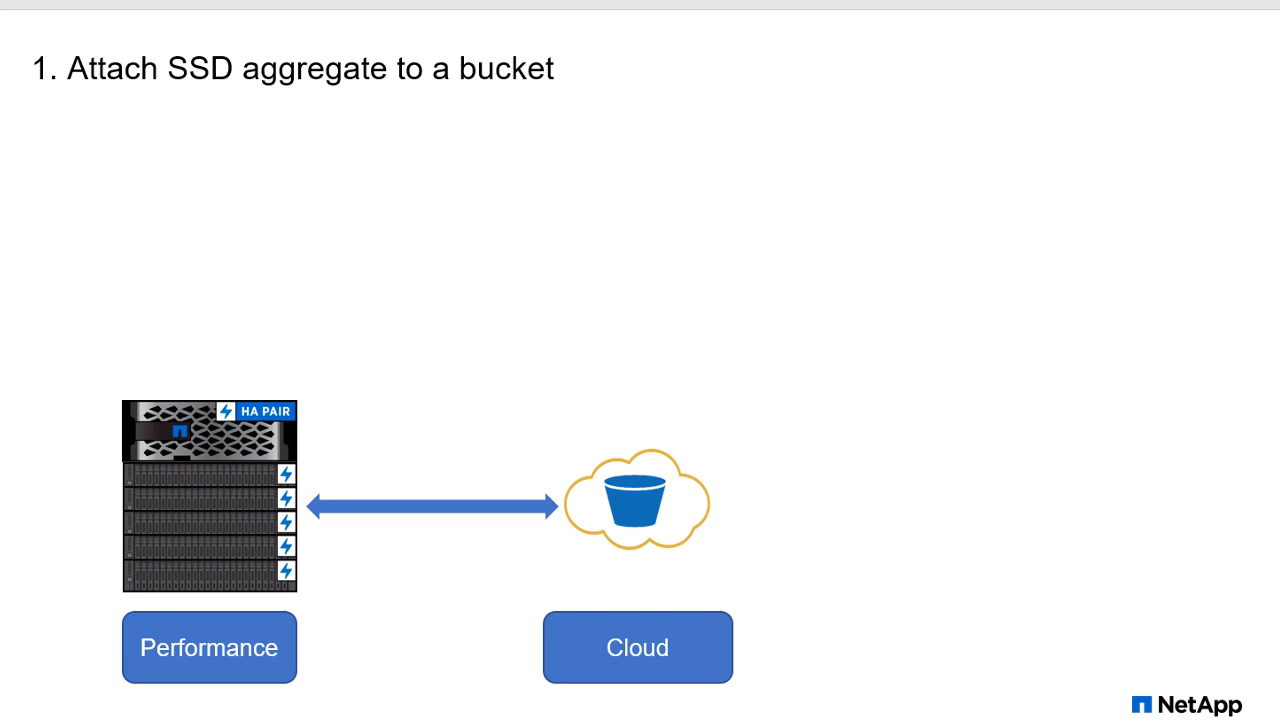 1. Attach SSD aggregate to a bucket
HA PAIR
Performance
Cloud
NetApp